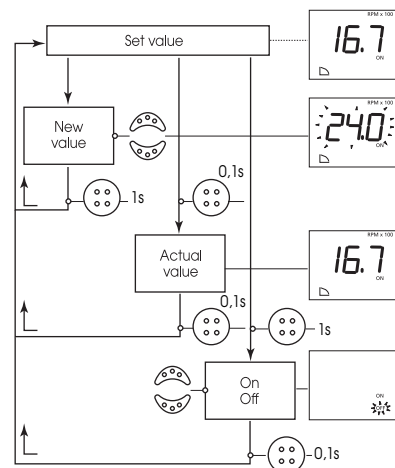 Set value
RPM x 100
16.7
ON
New
value
RPM x 100
24.0
ON
1s
0,1s
Actual
value
RPM x 100
16.7
ON
0,1s
1s
On
Off
ON
OFF
0,1s